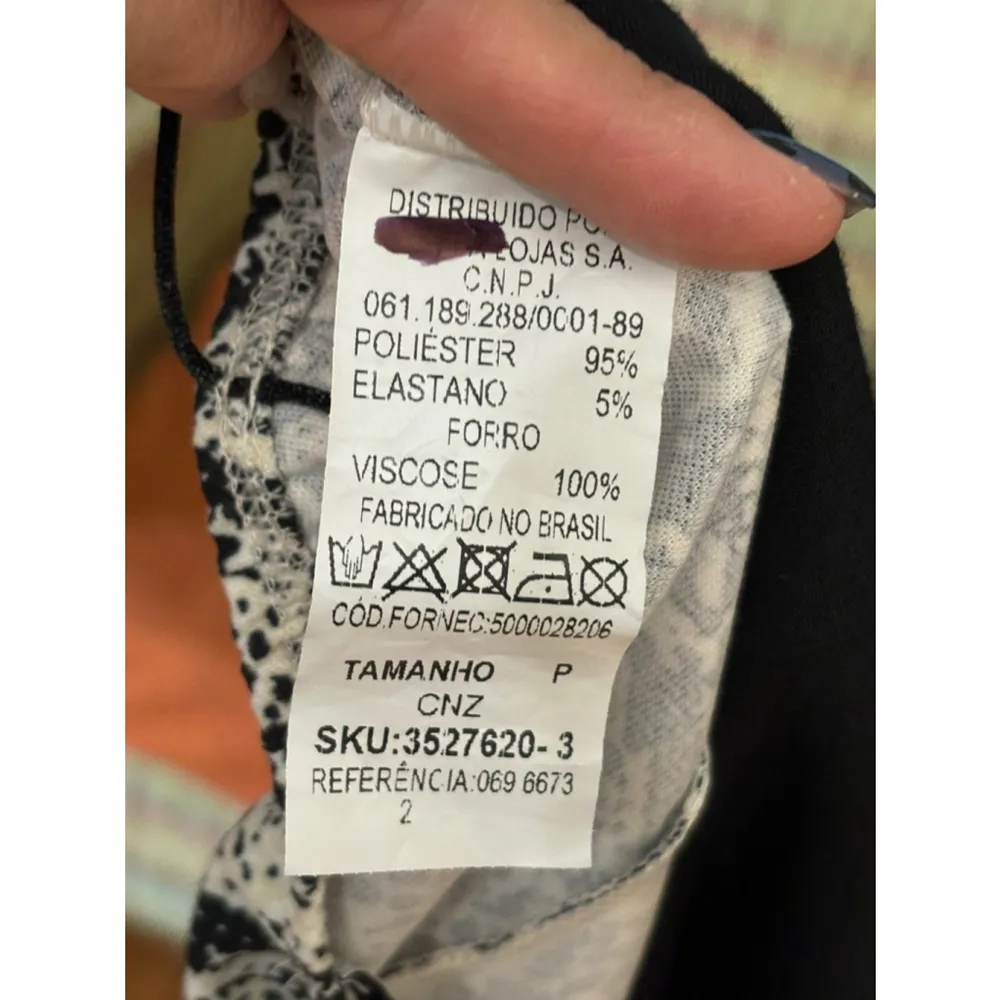 DISTRIBUIDO
LOJAS S.A.
C.N.P.J.
061.189.288/0001-89
POLIÉSTER 95%
ELASTANO 5%
FORRO
VISCOSE 100%
FABRICADO NO BRASIL
CÓD.FORNEC:5000028206
TAMANHO P
CNZ
SKU:3527620-3
REFERÊNCIA:069 6673
2